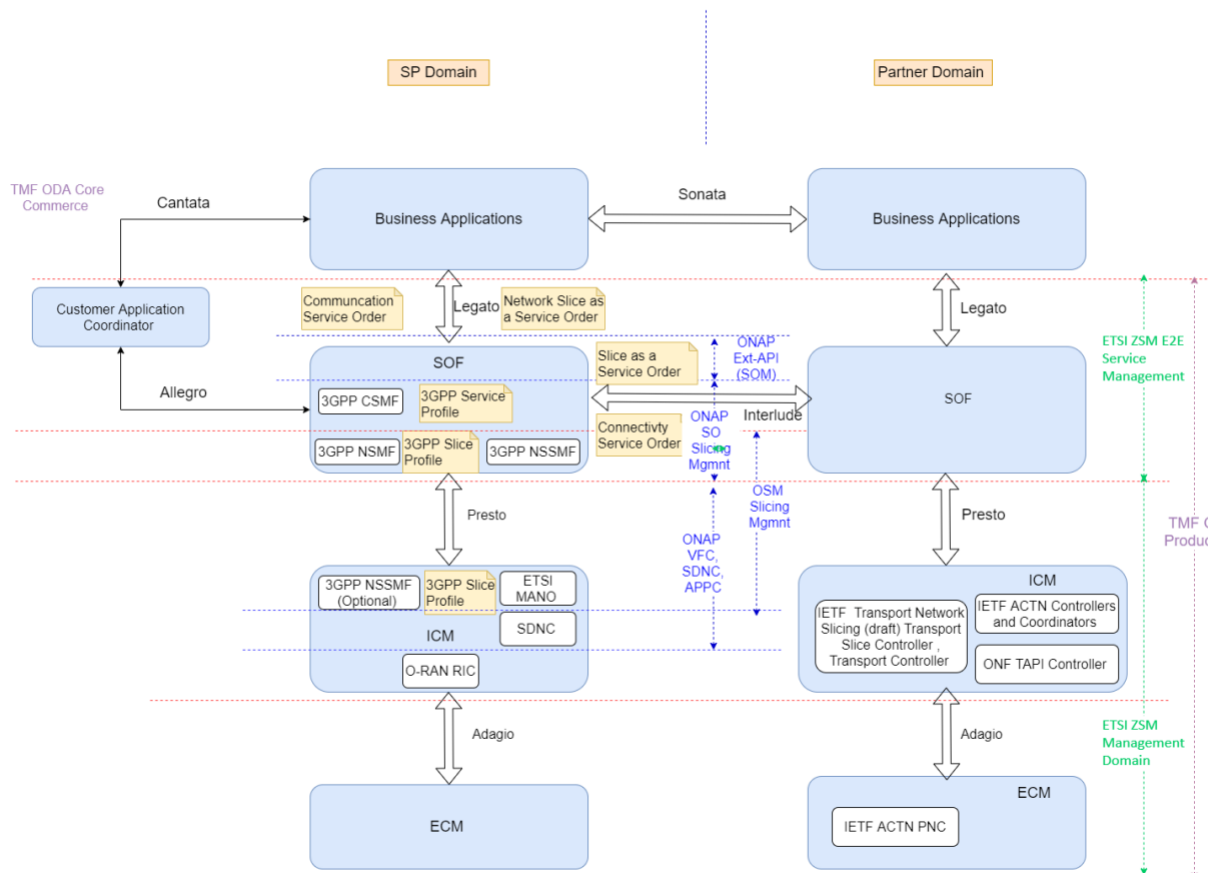 SP Domain
Partner Domain
TMF ODA Core
Commerce
Cantata
Business Applications
Sonata
Business Applications
Customer Application
Coordinator
Communcation
Service Order
Legato
Network Slice as
a Service Order
Legato
ETSI ZSM E2E
Service
Management
SOF
Slice as a
Service Order
ONAP
Ext-API
(SOM)
SOF
Allegro
3GPP CSMF
3GPP Service
Profile
Interlude
Connectivty
Service Order
ONAP
SO
Slicing
Mgmnt
3GPP NSMF
3GPP Slice
Profile
3GPP NSSMF
OSM
Slicing
Mgmnt
Presto
Presto
TMF O
Produc
ONAP
VFC,
SDNC,
APPC
3GPP NSSMF
(Optional)
3GPP Slice
Profile
ETSI
MANO
SDNC
ICM
O-RAN RIC
ICM
IETF Transport Network
Slicing (draft) Transport
Slice Controller ,
Transport Controller
IETF ACTN Controllers
and Coordinators
ONF TAPI Controller
Adagio
Adagio
ETSI ZSM
Management
Domain
ECM
ECM
IETF ACTN PNC